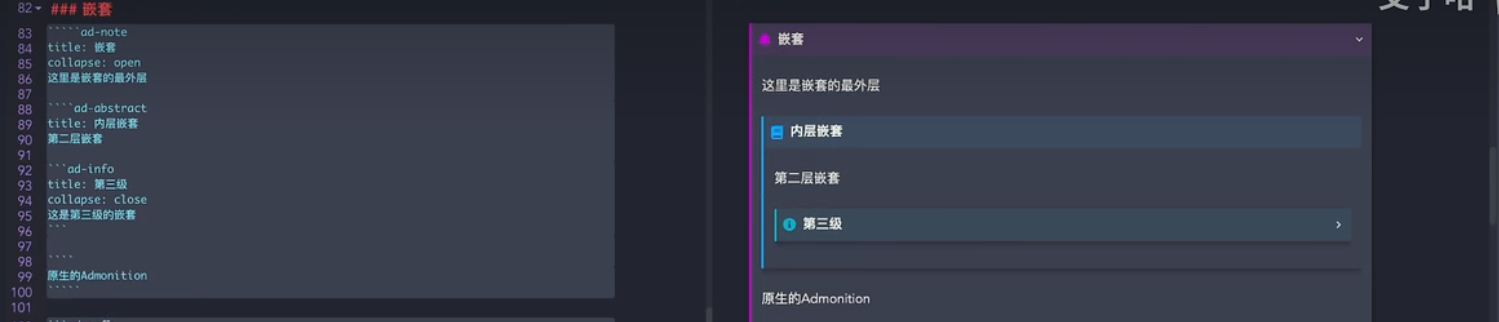 82 ### 嵌套
83 `````ad-note
84 title: 嵌套
85 collapse: open
86 这里是嵌套的最外层
87
88 ````ad-abstract
89 title: 内层嵌套
90 第二层嵌套
91
92 ```ad-info
93 title: 第三级
94 collapse: close
95 这是第三级的嵌套
96 ```
97
98 ````
99 原生的Admonition
100 `````
101
嵌套
这里是嵌套的最外层
内层嵌套
第二层嵌套
第三级
原生的Admonition